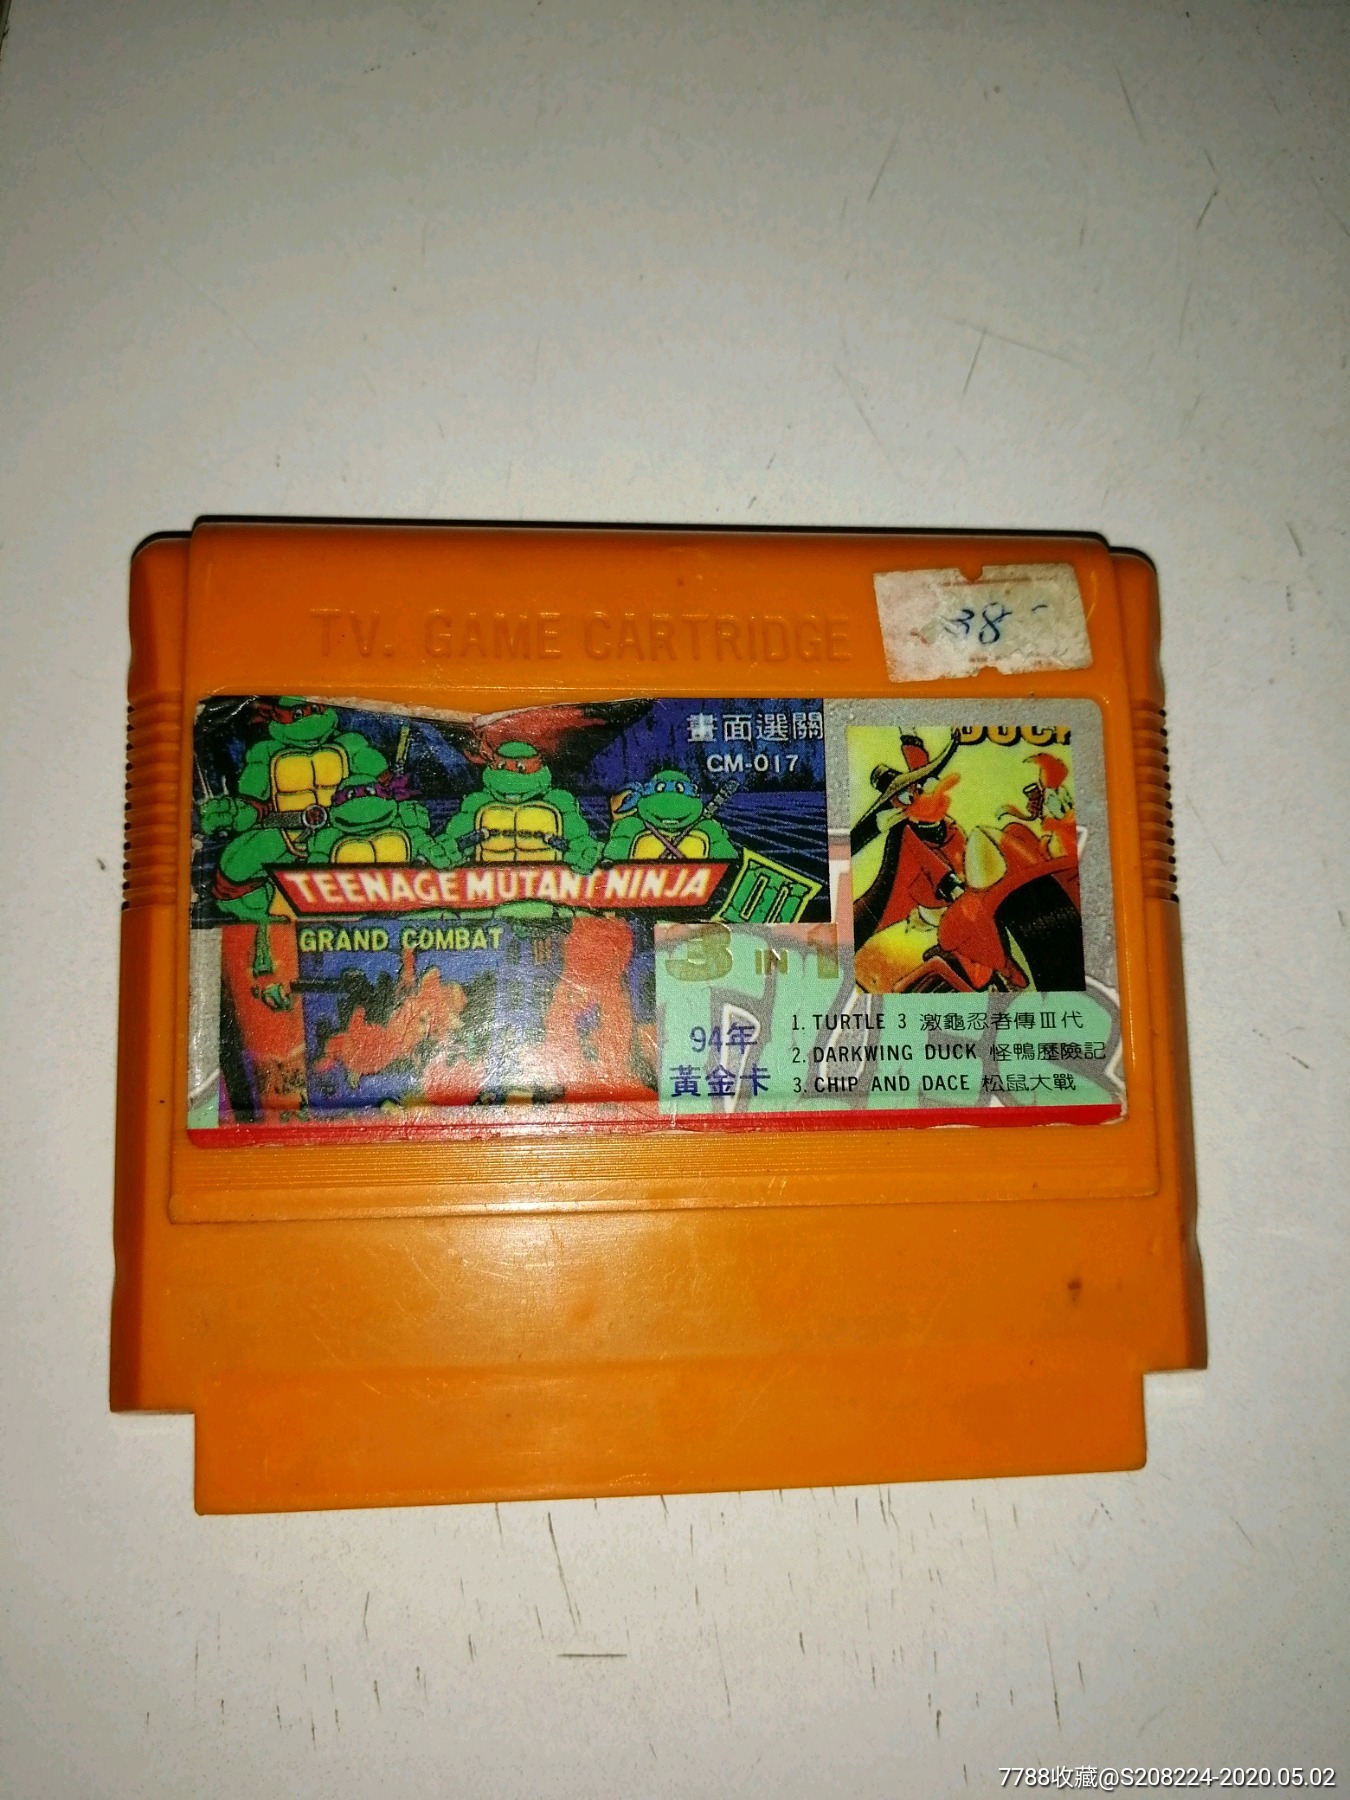 TV. GAME CARTRIDGE
38-
畫面選關
CM-017
DUCK
TEENAGE MUTANT NINJA
III
GRAND COMBAT
3 IN 1
94年
黃金卡
1. TURTLE 3 激龜忍者傳III代
2. DARKWING DUCK 怪鴨歷險記
3. CHIP AND DACE 松鼠大戰
7788收藏@S208224-2020.05.02